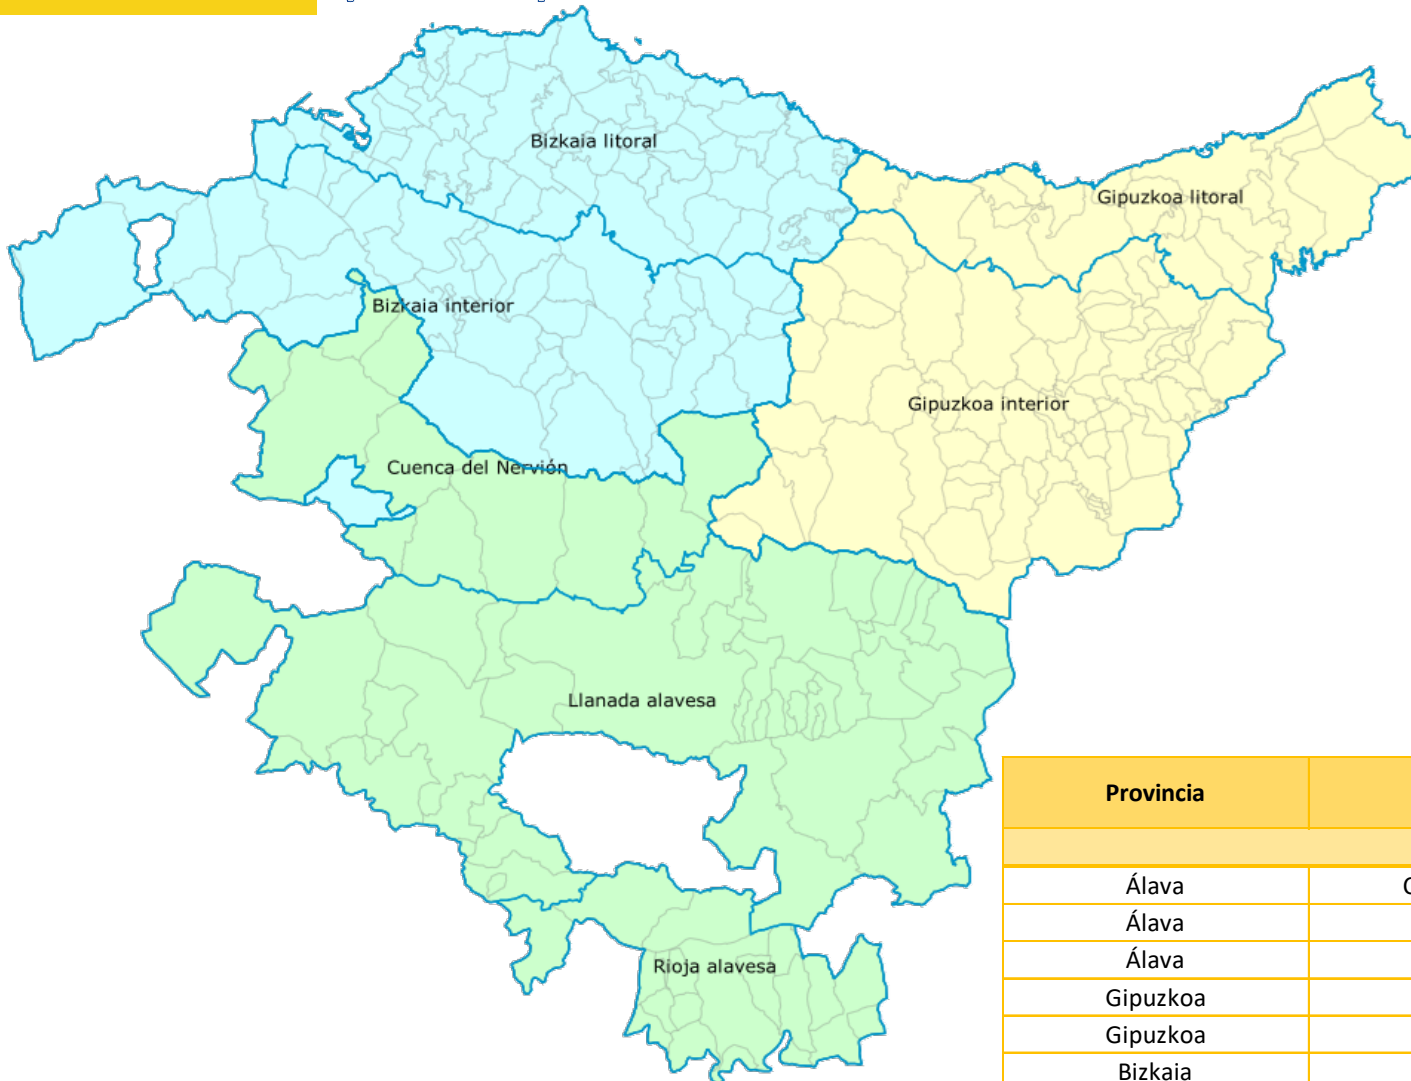 Bizkaia litoral
Gipuzkoa litoral
Bizkaia interior
Gipuzkoa interior
Cuenca del Nervión
Llanada alavesa
Rioja alavesa
Provincia
Álava
Álava
Álava
Gipuzkoa
Gipuzkoa
Bizkaia